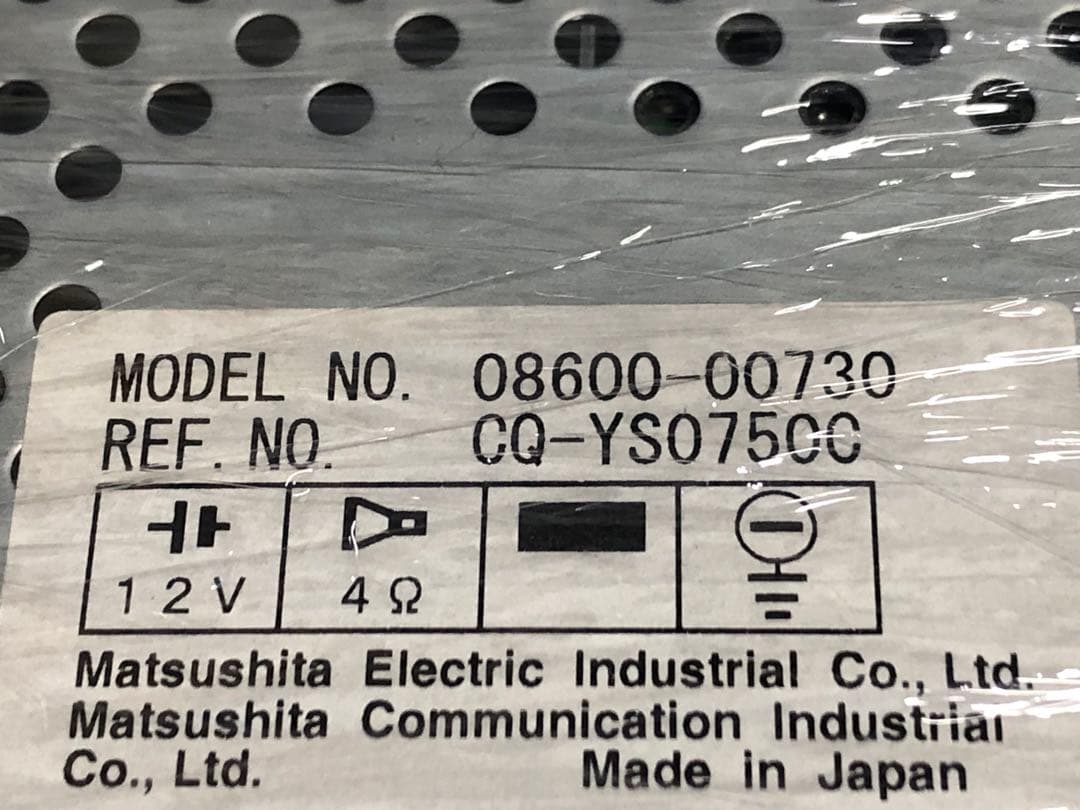 MODEL NO. 08600-00730
REF. NO. CQ-YS0750C
12V
4Ω
Matsushita Electric Industrial Co., Ltd.
Matsushita Communication Industrial
Co., Ltd. Made in Japan